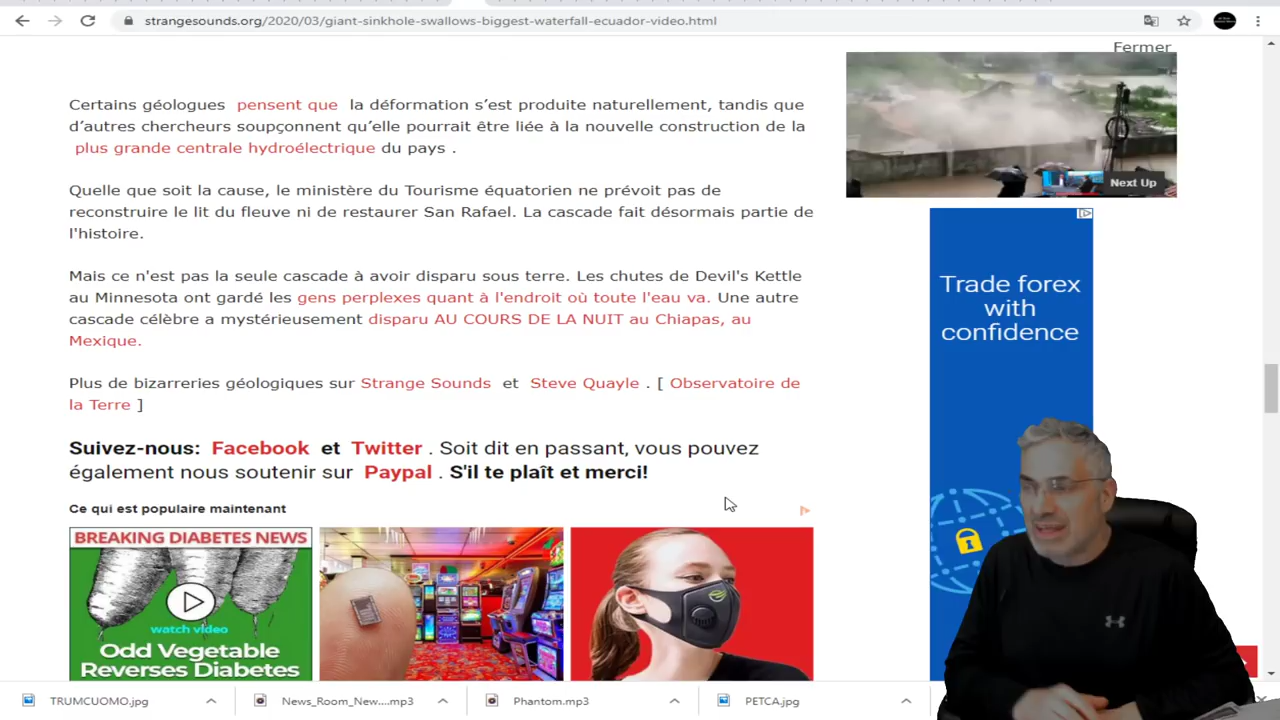 strangesounds.org/2020/03/giant-sinkhole-swallows-biggest-waterfall-ecuador-video.html
Fermer
Certains géologues pensent que la déformation s’est produite naturellement, tandis que
d’autres chercheurs soupçonnent qu’elle pourrait être liée à la nouvelle construction de la
plus grande centrale hydroélectrique du pays .
Next Up
Quelle que soit la cause, le ministère du Tourisme équatorien ne prévoit pas de
reconstruire le lit du fleuve ni de restaurer San Rafael. La cascade fait désormais partie de
l'histoire.
Mais ce n'est pas la seule cascade à avoir disparu sous terre. Les chutes de Devil's Kettle
au Minnesota ont gardé les gens perplexes quant à l'endroit où toute l'eau va. Une autre
cascade célèbre a mystérieusement disparu AU COURS DE LA NUIT au Chiapas, au
Mexique.
Plus de bizarreries géologiques sur Strange Sounds et Steve Quayle . [ Observatoire de
la Terre ]
Suivez-nous: Facebook et Twitter . Soit dit en passant, vous pouvez
également nous soutenir sur Paypal . S'il te plaît et merci!
Ce qui est populaire maintenant
Trade forex
with
confidence
BREAKING DIABETES NEWS
watch video
Odd Vegetable
Reverses Diabetes
TRUMCUOMO.jpg
News_Room_New....mp3
Phantom.mp3
PETCA.jpg